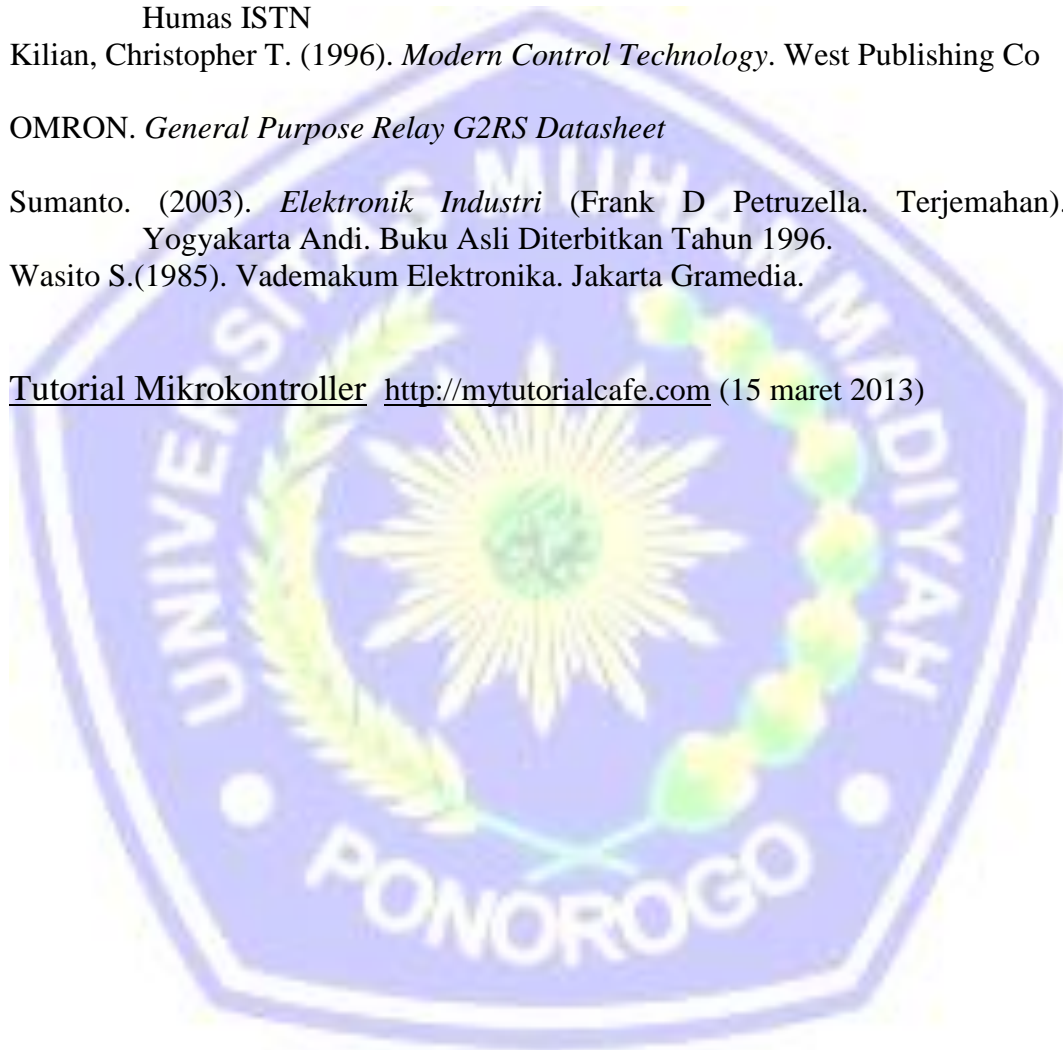 Humas ISTN
Kilian, Christopher T. (1996). Modern Control Technology. West Publishing Co
OMRON. General Purpose Relay G2RS Datasheet
Sumanto. (2003). Elektronik Industri (Frank D Petruzella. Terjemahan).
Yogyakarta Andi. Buku Asli Diterbitkan Tahun 1996.
Wasito S.(1985). Vademakum Elektronika. Jakarta Gramedia.
Tutorial Mikrokontroller http://mytutorialcafe.com (15 maret 2013)
UNIVERSITAS MUHAMMADIYAH
PONOROGO